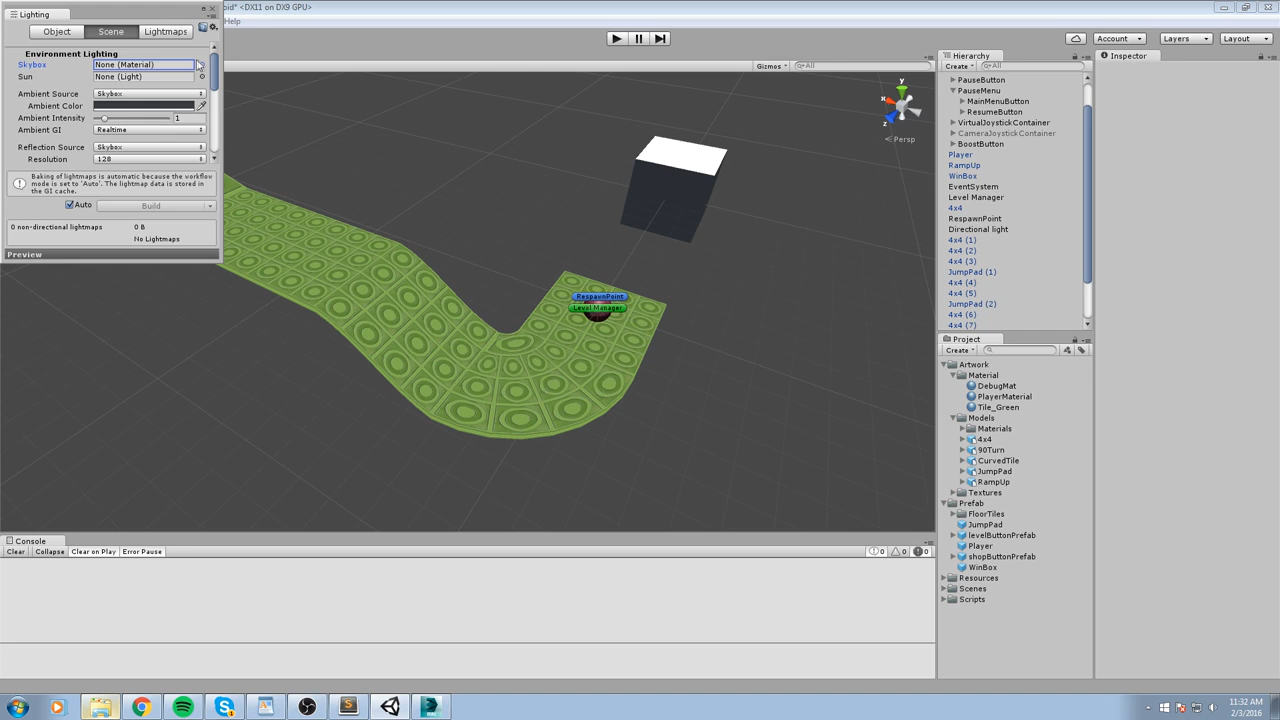 Lighting
oid* <DX11 on DX9 GPU>
Help
Object
Scene
Lightmaps
Account
Layers
Layout
Environment Lighting
Skybox
None (Material)
Sun
None (Light)
Ambient Source
Skybox
Ambient Color
Ambient Intensity
1
Ambient GI
Realtime
Reflection Source
Skybox
Resolution
128
Baking of lightmaps is automatic because the workflow
mode is set to 'Auto'. The lightmap data is stored in
the GI cache.
Auto
Build
0 non-directional lightmaps
0 B
No Lightmaps
Preview
Gizmos
All
y
x
z
Persp
RespawnPoint
Level Manager
Hierarchy
Create
All
PauseButton
PauseMenu
MainMenuButton
ResumeButton
VirtualJoystickContainer
CameraJoystickContainer
BoostButton
Player
RampUp
WinBox
EventSystem
Level Manager
4x4
RespawnPoint
Directional light
4x4 (1)
4x4 (2)
4x4 (3)
JumpPad (1)
4x4 (4)
4x4 (5)
JumpPad (2)
4x4 (6)
4x4 (7)
Inspector
Project
Create
Artwork
Material
DebugMat
PlayerMaterial
Tile_Green
Models
Materials
4x4
90Turn
CurvedTile
JumpPad
RampUp
Textures
Prefab
FloorTiles
JumpPad
levelButtonPrefab
Player
shopButtonPrefab
WinBox
Resources
Scenes
Scripts
Console
Clear
Collapse
Clear on Play
Error Pause
0
0
0
11:32 AM
2/3/2016